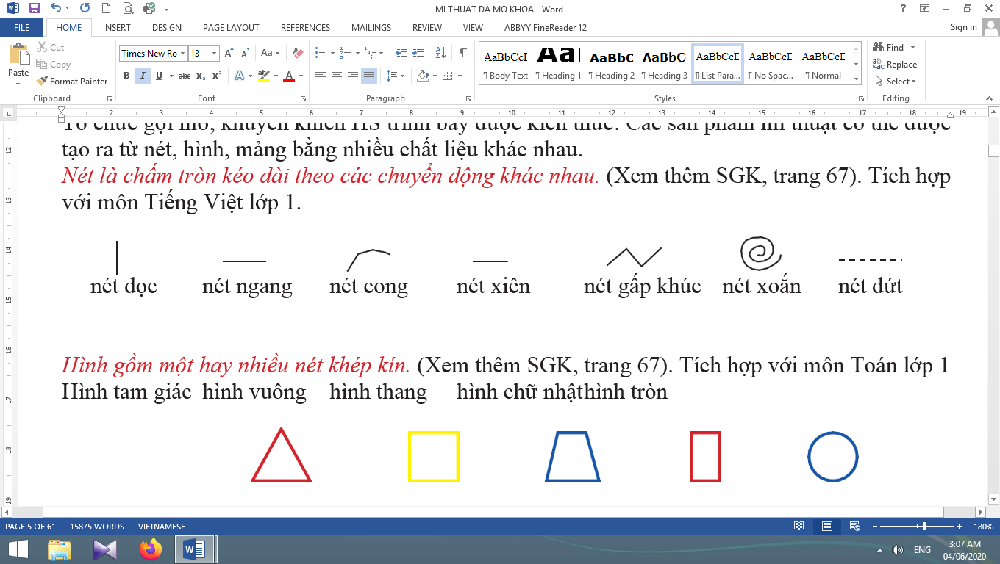 MI THUAT DA MO KHOA - Word
FILE HOME INSERT DESIGN PAGE LAYOUT REFERENCES MAILINGS REVIEW VIEW ABBYY FineReader 12 Sign in
Paste
Cut
Copy
Format Painter
Clipboard
Times New Ro 13
Font
Paragraph
AaBbCcI AaI AaBbC AaBbC AaBbCcI AaBbCcI AaBbCcI
¶ Body Text ¶ Heading 1 ¶ Heading 2 ¶ Heading 3 ¶ List Para... ¶ No Spac... ¶ Normal
Styles
Find
Replace
Select
Editing
2 3 4 5 6 7 8 9 10 11 12 13 14 15 16 17 18 19
Tổ chức gợi mở, khuyến khích HS trình bày được kiến thức: Các sản phẩm mĩ thuật có thể được
tạo ra từ nét, hình, mảng bằng nhiều chất liệu khác nhau.
Nét là chấm tròn kéo dài theo các chuyển động khác nhau. (Xem thêm SGK, trang 67). Tích hợp
với môn Tiếng Việt lớp 1.
nét dọc nét ngang nét cong nét xiên nét gấp khúc nét xoắn nét đứt
Hình gồm một hay nhiều nét khép kín. (Xem thêm SGK, trang 67). Tích hợp với môn Toán lớp 1
Hình tam giác hình vuông hình thang hình chữ nhậthình tròn
12
13
14
15
16
17
18
19
PAGE 5 OF 61 15875 WORDS VIETNAMESE 180%
ENG 3:07 AM
04/06/2020